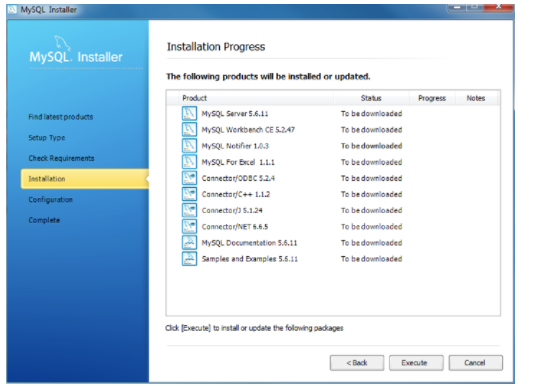 MySQL Installer
MySQL. Installer
Find latest products
Setup Type
Check Requirements
Installation
Configuration
Complete
Installation Progress
The following products will be installed or updated.
Product Status Progress Notes
MySQL Server 5.6.11 To be downloaded
MySQL Workbench CE 5.2.47 To be downloaded
MySQL Notifier 1.0.3 To be downloaded
MySQL For Excel 1.1.1 To be downloaded
Connector/ODBC 5.2.4 To be downloaded
Connector/C++ 1.1.2 To be downloaded
Connector/J 5.1.24 To be downloaded
Connector/NET 6.6.5 To be downloaded
MySQL Documentation 5.6.11 To be downloaded
Samples and Examples 5.6.11 To be downloaded
Click [Execute] to install or update the following packages
< Back Execute Cancel